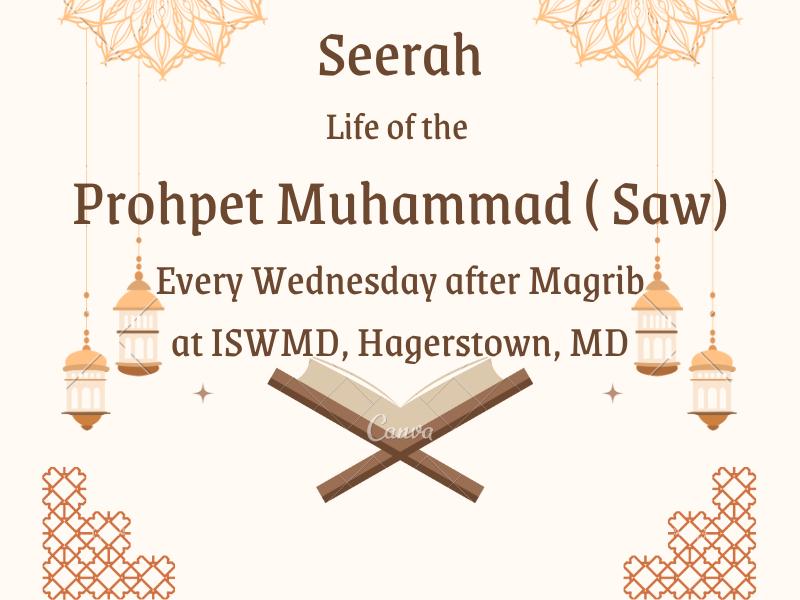 Seerah
Life of the
Prohpet Muhammad ( Saw)
Every Wednesday after Magrib
at ISWMD, Hagerstown, MD
Canva